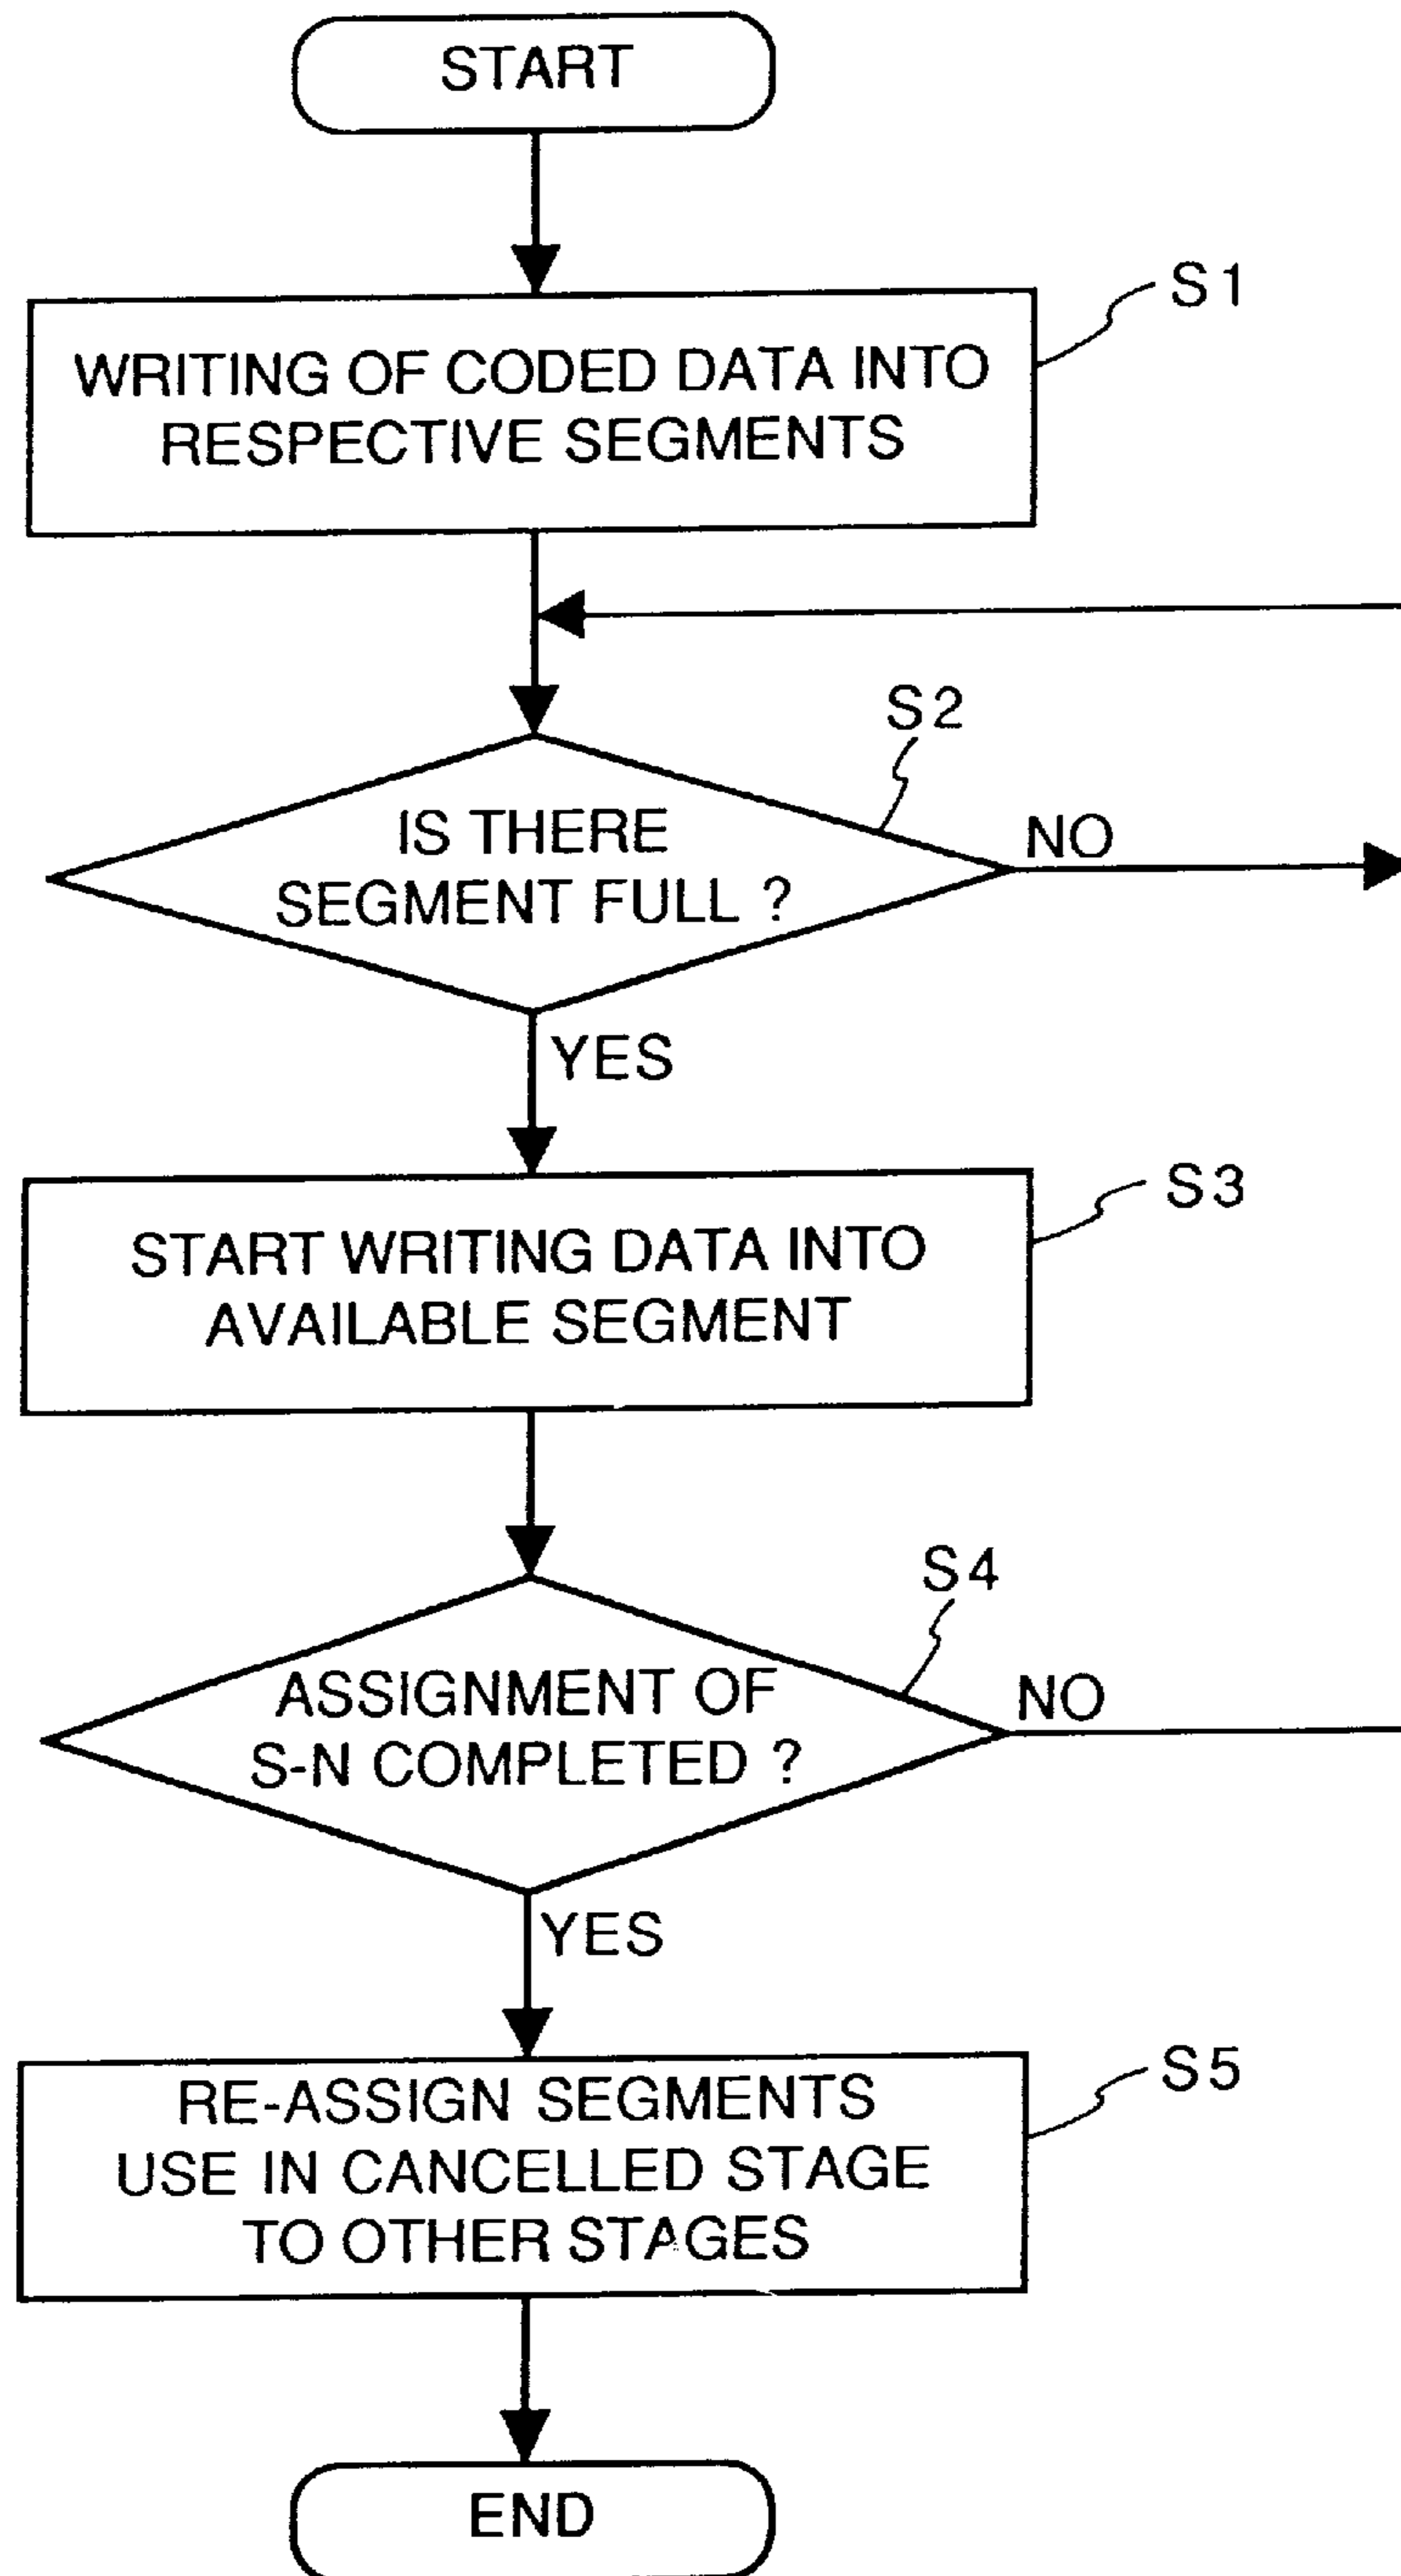 START
S1
WRITING OF CODED DATA INTO
RESPECTIVE SEGMENTS
S2
IS THERE
SEGMENT FULL ?
NO
YES
S3
START WRITING DATA INTO
AVAILABLE SEGMENT
S4
ASSIGNMENT OF
S-N COMPLETED ?
NO
YES
S5
RE-ASSIGN SEGMENTS
USE IN CANCELLED STAGE
TO OTHER STAGES
END